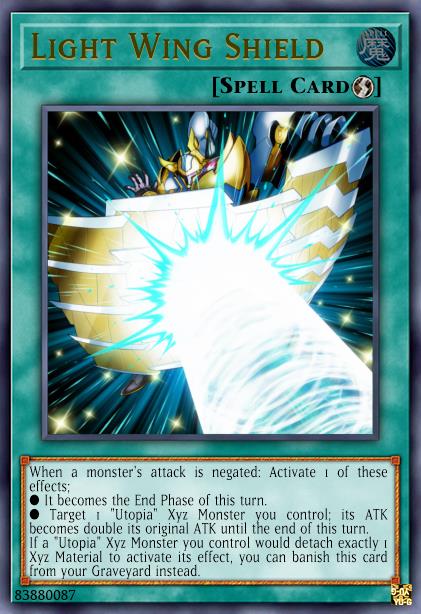 Light Wing Shield
[Spell Card]
When a monster's attack is negated: Activate 1 of these
effects;
● It becomes the End Phase of this turn.
● Target 1 "Utopia" Xyz Monster you control; its ATK
becomes double its original ATK until the end of this turn.
If a "Utopia" Xyz Monster you control would detach exactly 1
Xyz Material to activate its effect, you can banish this card
from your Graveyard instead.
83880087